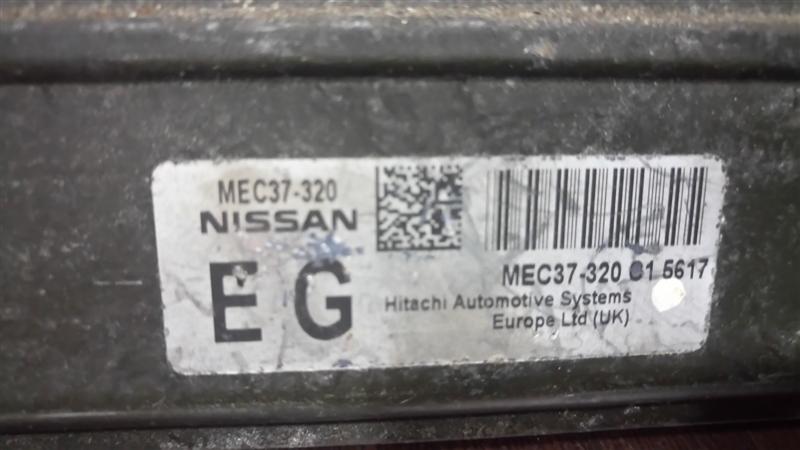 MEC37-320
NISSAN
E G
MEC37-320 C1 5617
Hitachi Automotive Systems
Europe Ltd (UK)